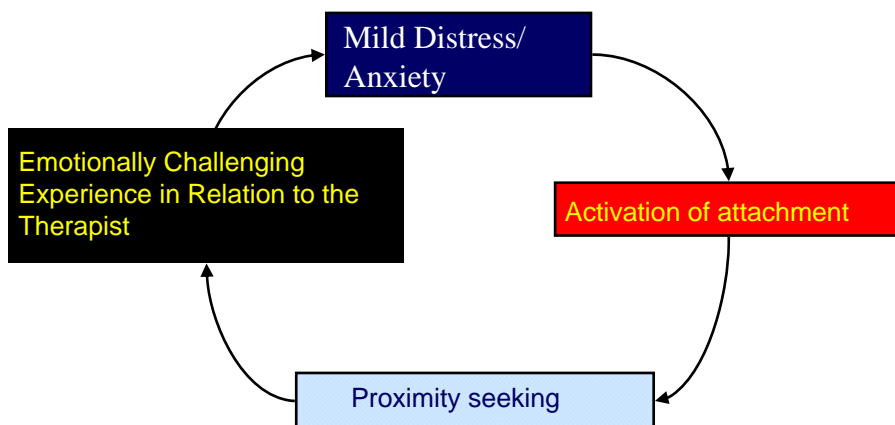 Mild Distress/
Anxiety
Emotionally Challenging
Experience in Relation to the
Therapist
Activation of attachment
Proximity seeking